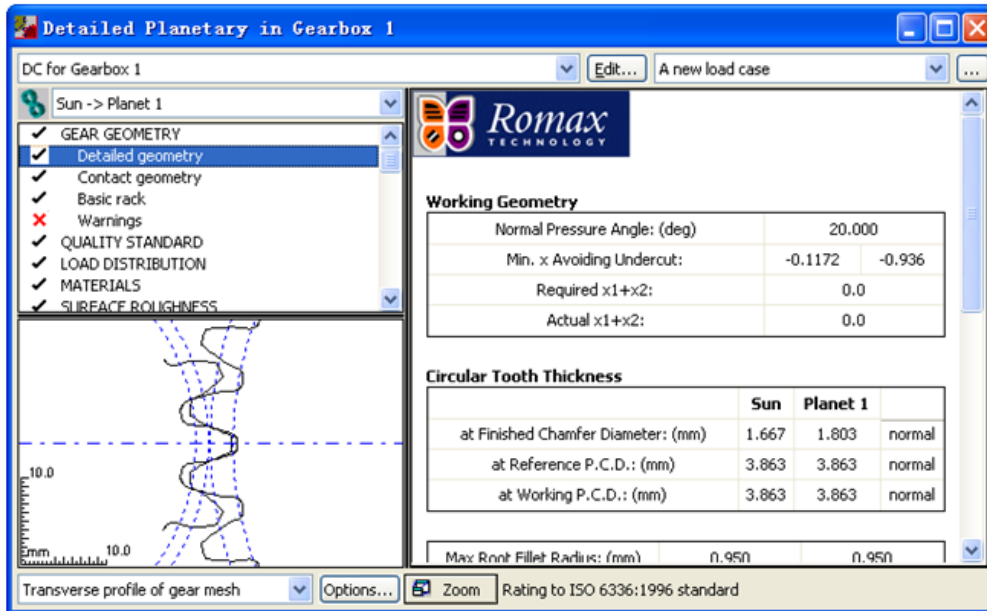 Detailed Planetary in Gearbox 1
DC for Gearbox 1 Edit... A new load case ...
Sun -> Planet 1
GEAR GEOMETRY
Detailed geometry
Contact geometry
Basic rack
Warnings
QUALITY STANDARD
LOAD DISTRIBUTION
MATERIALS
SURFACE ROUGHNESS
10.0
mm 10.0
Romax
TECHNOLOGY
Working Geometry
Normal Pressure Angle: (deg) 20.000
Min. x Avoiding Undercut: -0.1172 -0.936
Required x1+x2: 0.0
Actual x1+x2: 0.0
Circular Tooth Thickness
Sun Planet 1
at Finished Chamfer Diameter: (mm) 1.667 1.803 normal
at Reference P.C.D.: (mm) 3.863 3.863 normal
at Working P.C.D.: (mm) 3.863 3.863 normal
Max Root Fillet Radius: (mm) 0.950 0.950
Transverse profile of gear mesh Options... Zoom Rating to ISO 6336:1996 standard